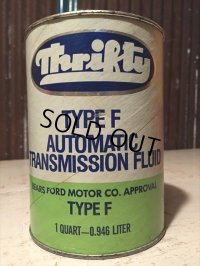 Thrifty
TYPE F
AUTOMATIC
TRANSMISSION FLUID
SOLD OUT
BEARS FORD MOTOR CO. APPROVAL
TYPE F
1 QUART—0.946 LITER